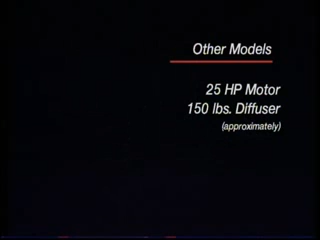 Other Models
25 HP Motor
150 lbs. Diffuser
(approximately)